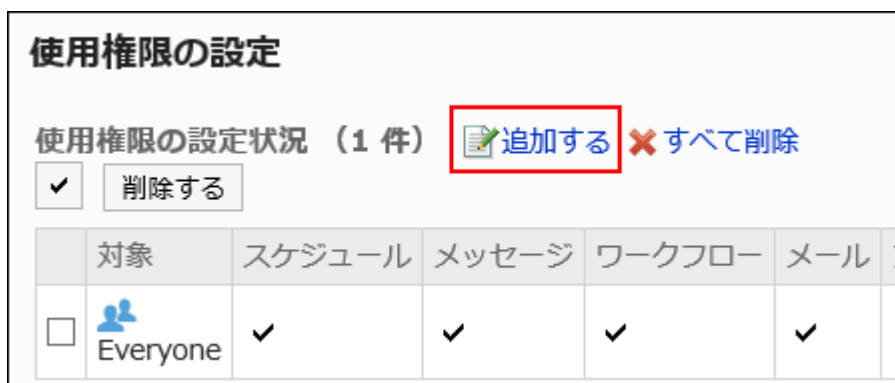 使用権限の設定
使用権限の設定状況 （1 件） 追加する すべて削除
削除する
対象 スケジュール メッセージ ワークフロー メール
Everyone